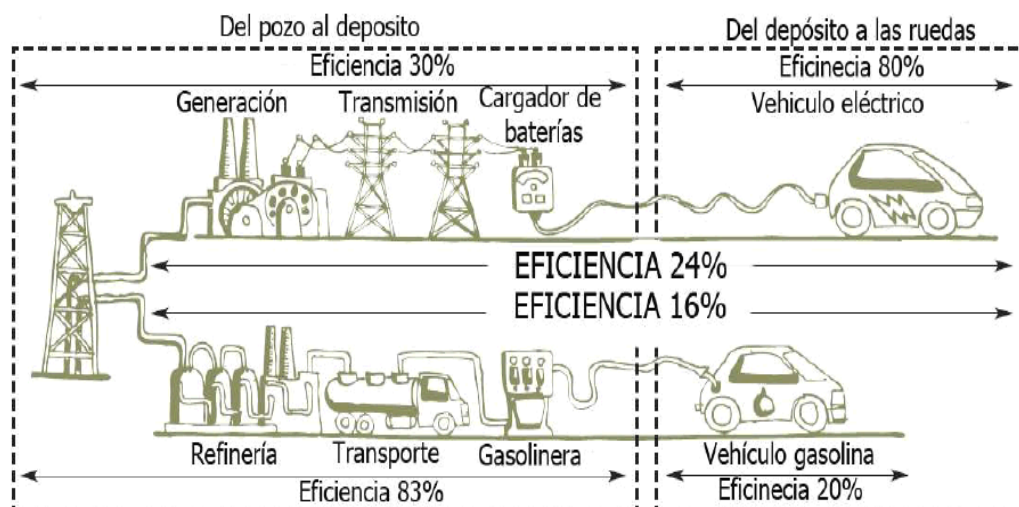 Del pozo al deposito
Del depósito a las ruedas
Eficiencia 30%
Eficinecia 80%
Generación
Transmisión
Cargador de
baterías
Vehiculo eléctrico
EFICIENCIA 24%
EFICIENCIA 16%
Refinería
Transporte
Gasolinera
Vehículo gasolina
Eficiencia 83%
Eficinecia 20%